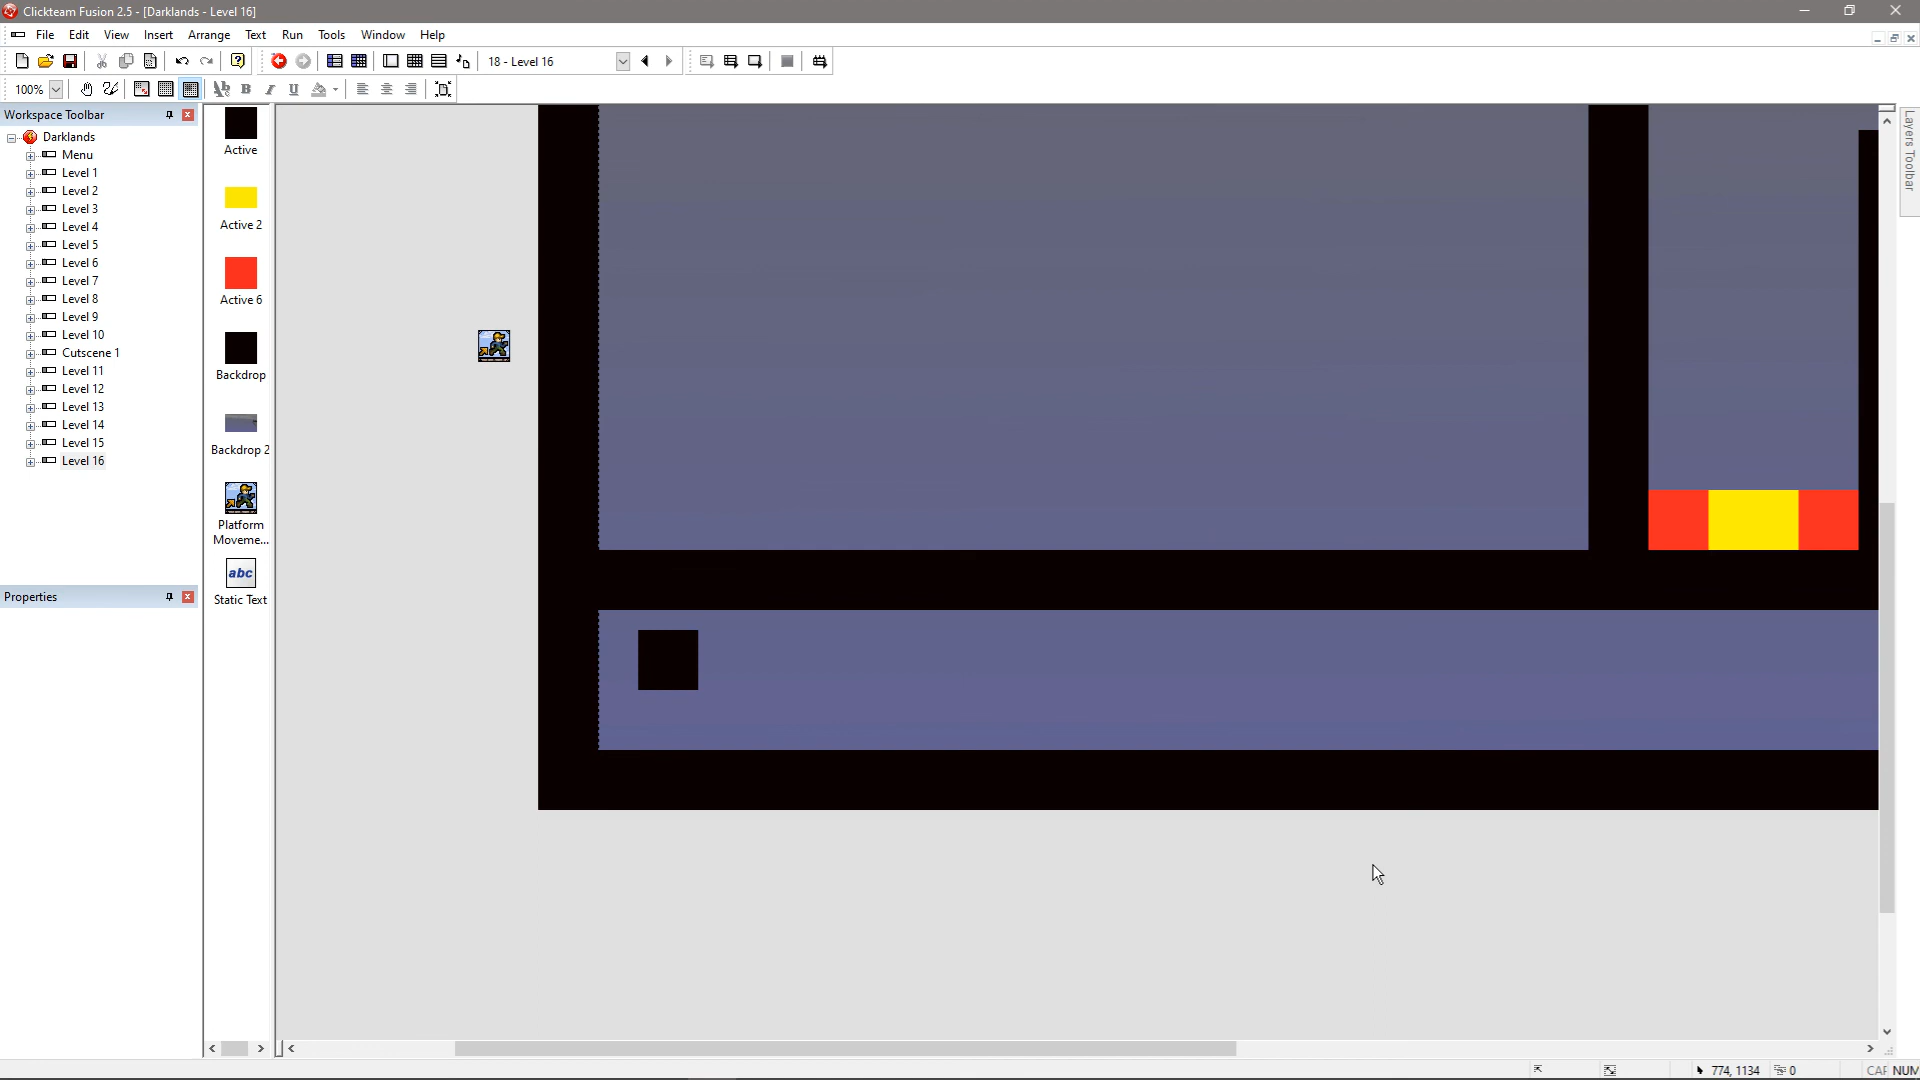 Clickteam Fusion 2.5 - [Darklands - Level 16]
File Edit View Insert Arrange Text Run Tools Window Help
18 - Level 16
100%
Workspace Toolbar
Darklands
Menu
Level 1
Level 2
Level 3
Level 4
Level 5
Level 6
Level 7
Level 8
Level 9
Level 10
Cutscene 1
Level 11
Level 12
Level 13
Level 14
Level 15
Level 16
Properties
Active
Active 2
Active 6
Backdrop
Backdrop 2
Platform
Moveme...
abc
Static Text
Layers Toolbar
774, 1134
0
CAP NUM